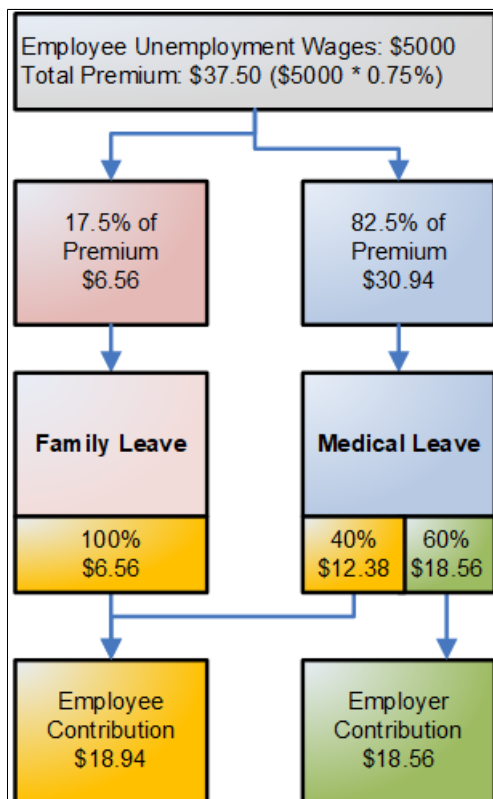 Employee Unemployment Wages: $5000
Total Premium: $37.50 ($5000 * 0.75%)
17.5% of
Premium
$6.56
82.5% of
Premium
$30.94
Family Leave
Medical Leave
100%
$6.56
40%
$12.38
60%
$18.56
Employee
Contribution
$18.94
Employer
Contribution
$18.56